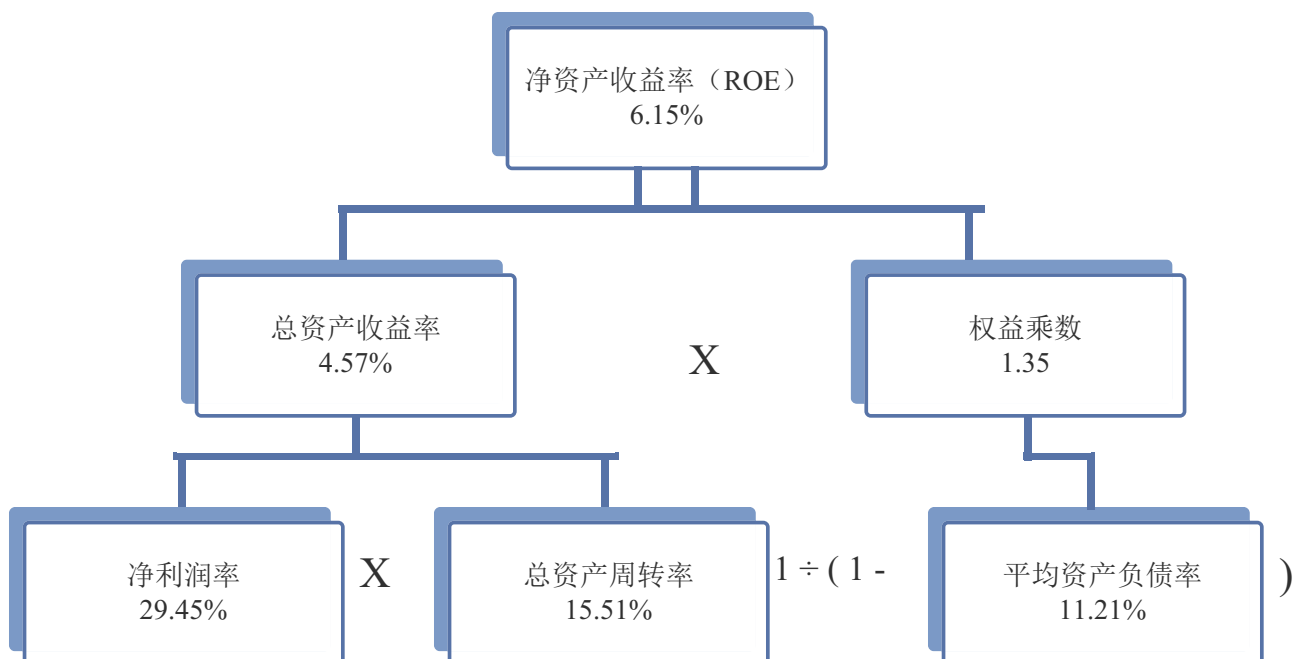 净资产收益率（ROE）
6.15%
总资产收益率
4.57%
X
权益乘数
1.35
净利润率
29.45%
X
总资产周转率
15.51%
1 ÷ ( 1 -
平均资产负债率
11.21%
)